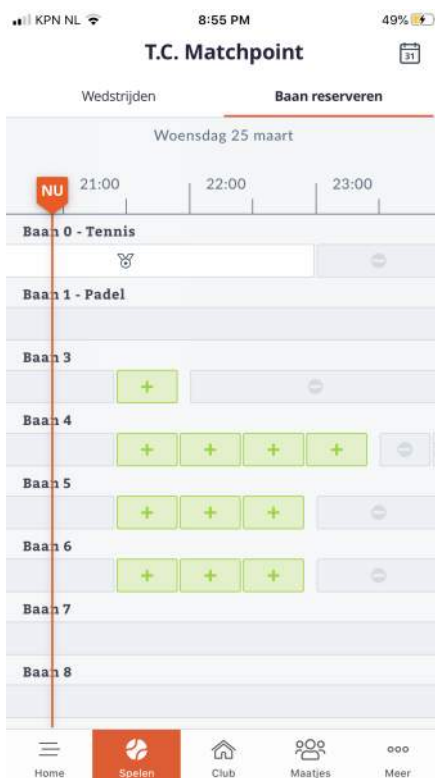 KPN NL 8:55 PM 49%
T.C. Matchpoint
31
Wedstrijden Baan reserveren
Woensdag 25 maart
NU 21:00 22:00 23:00
Baan 0 - Tennis
Baan 1 - Padel
Baan 3
Baan 4
Baan 5
Baan 6
Baan 7
Baan 8
Home Spelen Club Maatjes Meer